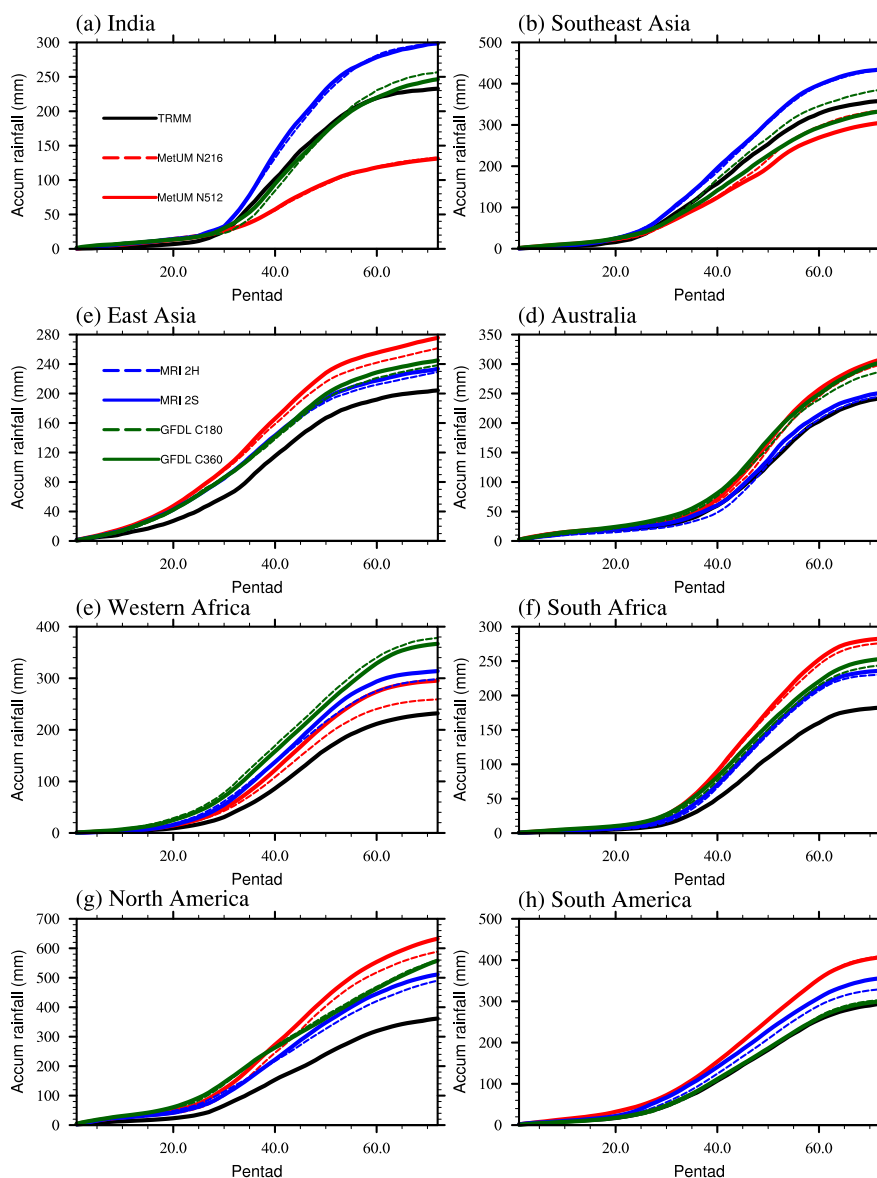 (a) India
300
250
200
150
100
50
0
Accum rainfall (mm)
TRMM
MetUM N216
MetUM N512
20.0 40.0 60.0
Pentad
(b) Southeast Asia
500
400
300
200
100
0
Accum rainfall (mm)
20.0 40.0 60.0
Pentad
(e) East Asia
280
240
200
160
120
80
40
0
Accum rainfall (mm)
MRI 2H
MRI 2S
GFDL C180
GFDL C360
20.0 40.0 60.0
Pentad
(d) Australia
350
300
250
200
150
100
50
0
Accum rainfall (mm)
20.0 40.0 60.0
Pentad
(e) Western Africa
400
300
200
100
0
Accum rainfall (mm)
20.0 40.0 60.0
Pentad
(f) South Africa
300
250
200
150
100
50
0
Accum rainfall (mm)
20.0 40.0 60.0
Pentad
(g) North America
700
600
500
400
300
200
100
0
Accum rainfall (mm)
20.0 40.0 60.0
Pentad
(h) South America
500
400
300
200
100
0
Accum rainfall (mm)
20.0 40.0 60.0
Pentad